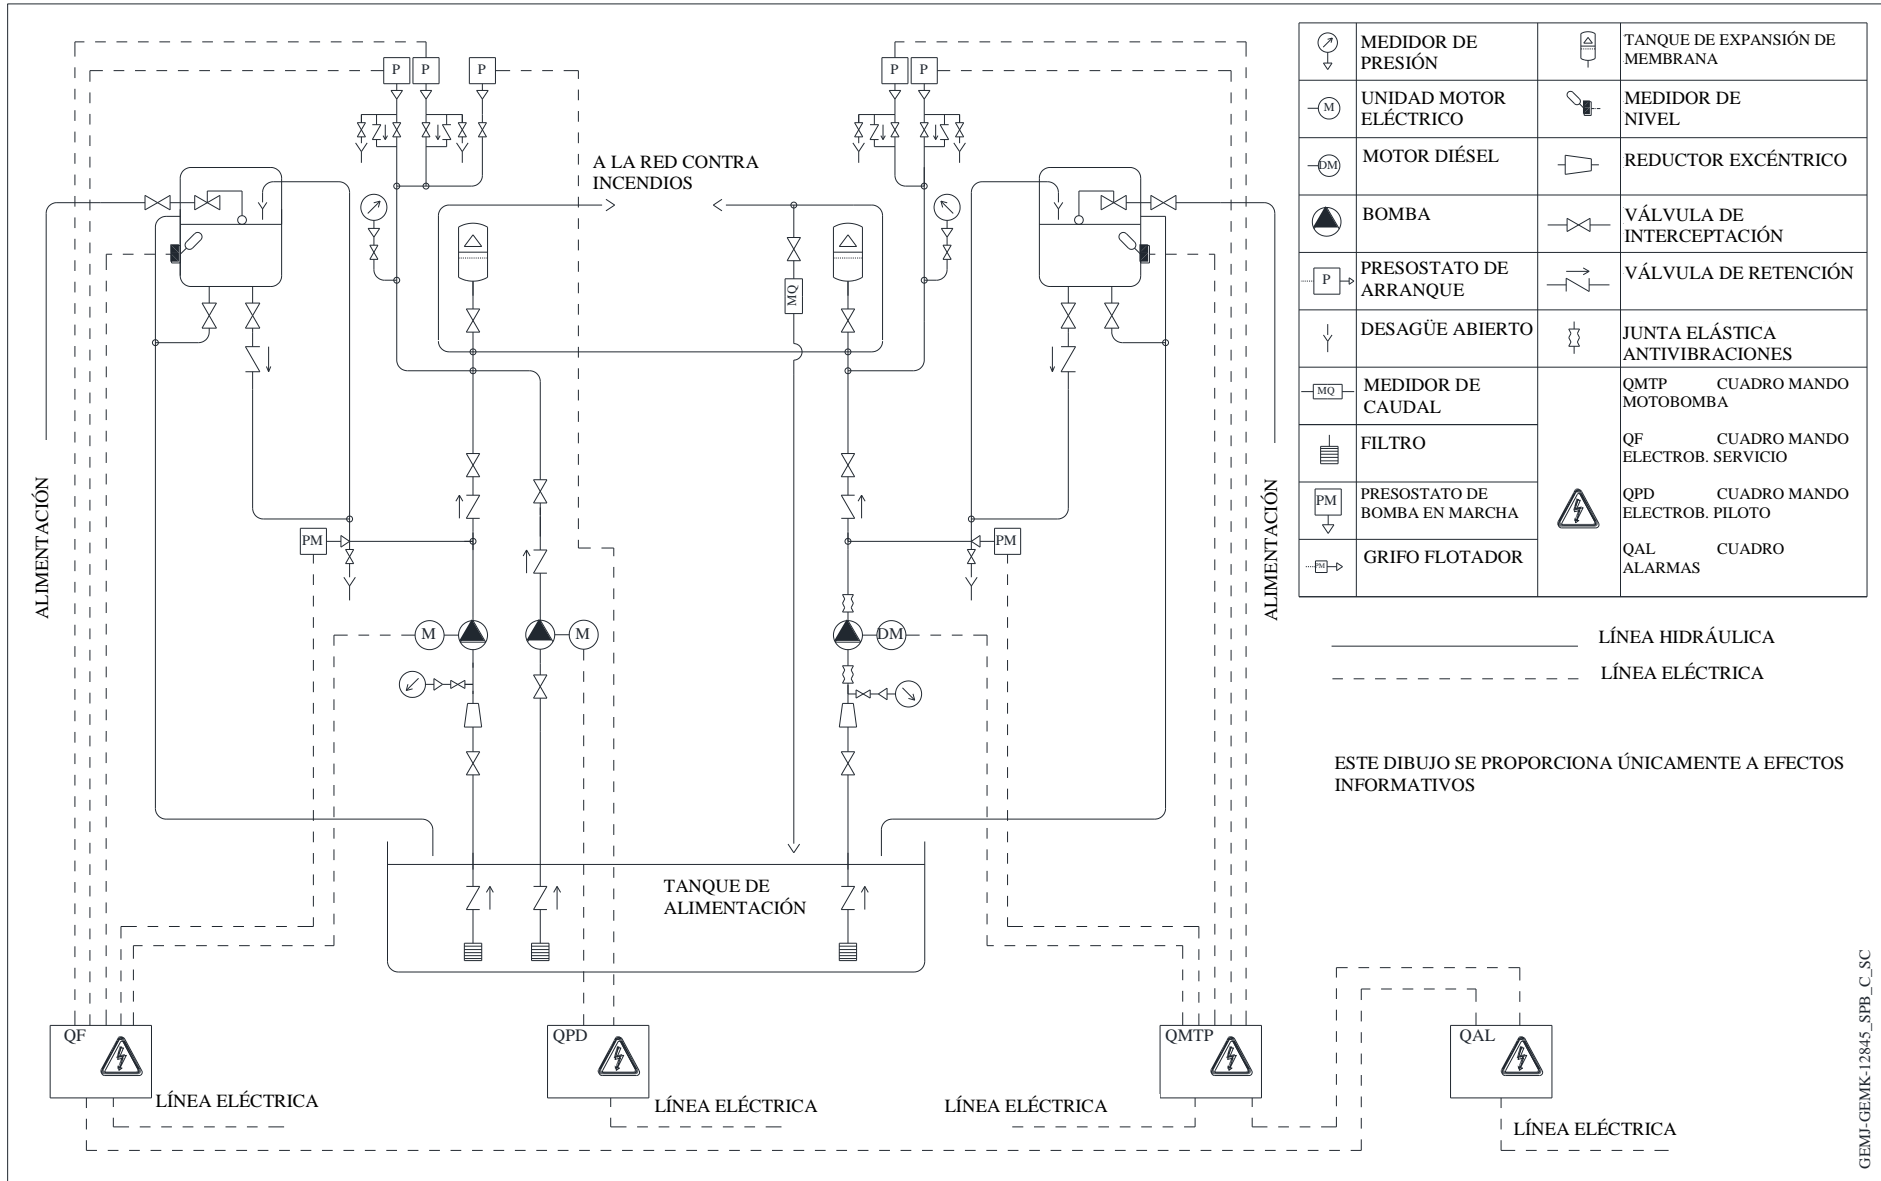 P
P
P
P
P
A LA RED CONTRA
INCENDIOS
MQ
ALIMENTACIÓN
PM
PM
M
M
DM
ALIMENTACIÓN
TANQUE DE
ALIMENTACIÓN
QF
LÍNEA ELÉCTRICA
QPD
LÍNEA ELÉCTRICA
QMTP
LÍNEA ELÉCTRICA
QAL
LÍNEA ELÉCTRICA
MEDIDOR DE
PRESIÓN
TANQUE DE EXPANSIÓN DE
MEMBRANA
M
UNIDAD MOTOR
ELÉCTRICO
MEDIDOR DE
NIVEL
DM
MOTOR DIÉSEL
REDUCTOR EXCÉNTRICO
BOMBA
VÁLVULA DE
INTERCEPTACIÓN
P
PRESOSTATO DE
ARRANQUE
VÁLVULA DE RETENCIÓN
DESAGÜE ABIERTO
JUNTA ELÁSTICA
ANTIVIBRACIONES
MQ
MEDIDOR DE
CAUDAL
FILTRO
PM
PRESOSTATO DE
BOMBA EN MARCHA
PM
GRIFO FLOTADOR
QMTP CUADRO MANDO
MOTOBOMBA
QF CUADRO MANDO
ELECTROB. SERVICIO
QPD CUADRO MANDO
ELECTROB. PILOTO
QAL CUADRO
ALARMAS
LÍNEA HIDRÁULICA
LÍNEA ELÉCTRICA
ESTE DIBUJO SE PROPORCIONA ÚNICAMENTE A EFECTOS
INFORMATIVOS
GEMJ-GEMK-12845_SPB_C_SC